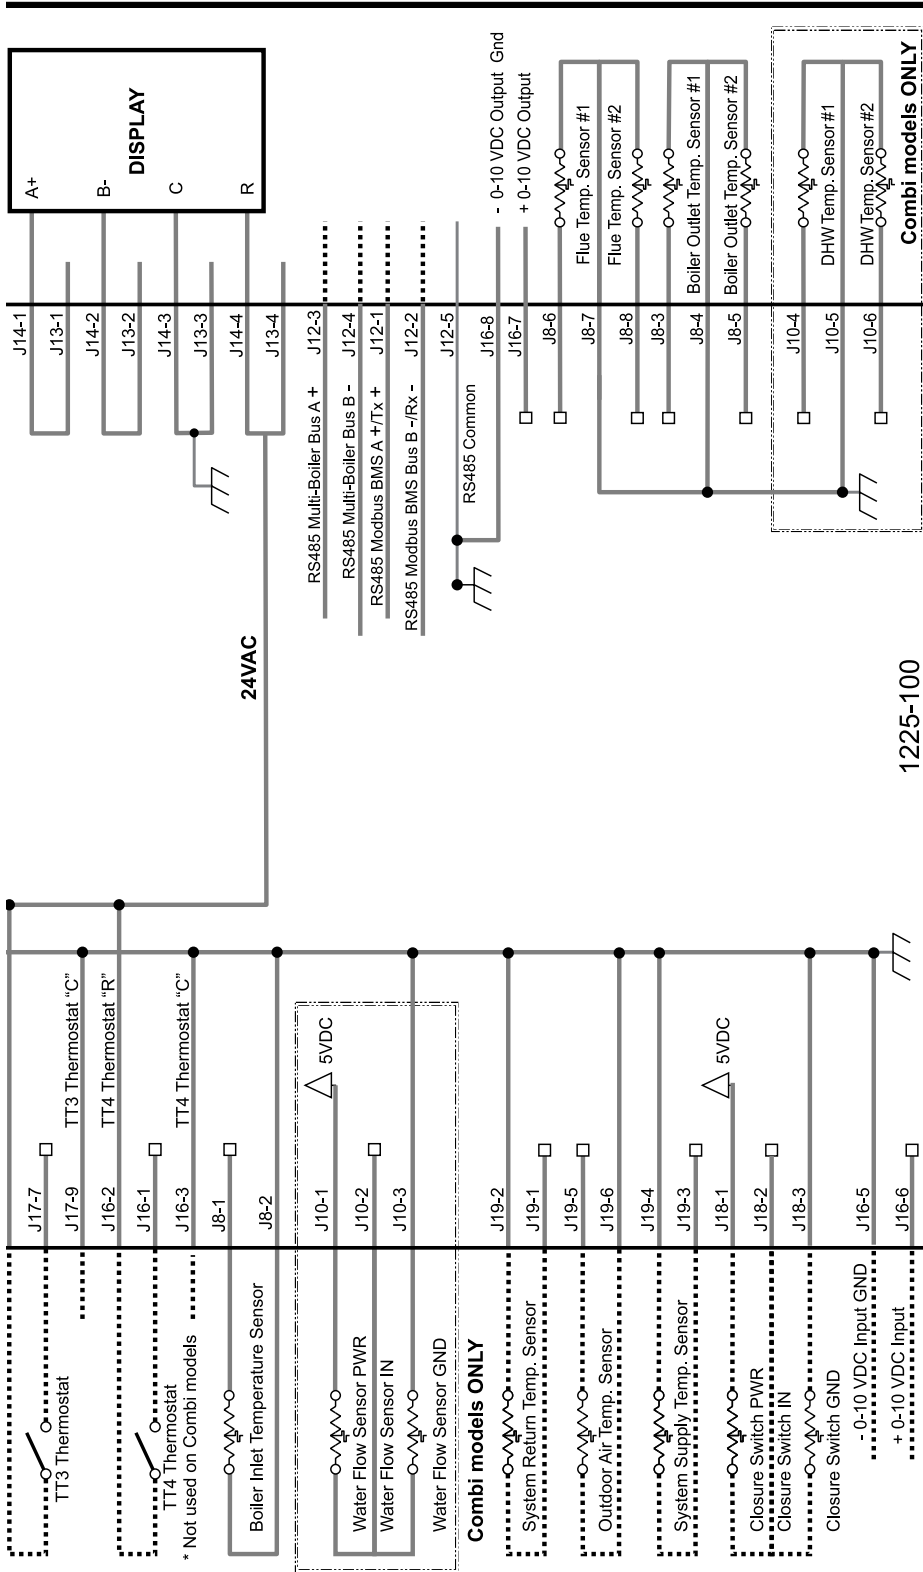 DISPLAY
A+
B-
C
R
J14-1
J13-1
J14-2
J13-2
J14-3
J13-3
J14-4
J13-4
J12-3
J12-4
J12-1
J12-2
J12-5
J16-8
J16-7
J8-6
J8-7
J8-8
J8-3
J8-4
J8-5
J10-4
J10-5
J10-6
- 0-10 VDC Output Gnd
+ 0-10 VDC Output
Flue Temp. Sensor #1
Flue Temp. Sensor #2
Boiler Outlet Temp. Sensor #1
Boiler Outlet Temp. Sensor #2
DHW Temp. Sensor #1
DHW Temp. Sensor #2
Combi models ONLY
RS485 Multi-Boiler Bus A +
RS485 Multi-Boiler Bus B -
RS485 Modbus BMS A +/Tx +
RS485 Modbus BMS Bus B -/Rx -
RS485 Common
24VAC
1225-100
TT3 Thermostat “C”
TT4 Thermostat “R”
TT4 Thermostat “C”
5VDC
5VDC
J17-7
J17-9
J16-2
J16-1
J16-3
J8-1
J8-2
J10-1
J10-2
J10-3
J19-2
J19-1
J19-5
J19-6
J19-4
J19-3
J18-1
J18-2
J18-3
J16-5
J16-6
TT3 Thermostat
TT4 Thermostat
* Not used on Combi models
Boiler Inlet Temperature Sensor
Water Flow Sensor PWR
Water Flow Sensor IN
Water Flow Sensor GND
Combi models ONLY
System Return Temp. Sensor
Outdoor Air Temp. Sensor
System Supply Temp. Sensor
Closure Switch PWR
Closure Switch IN
Closure Switch GND
- 0-10 VDC Input GND
+ 0-10 VDC Input